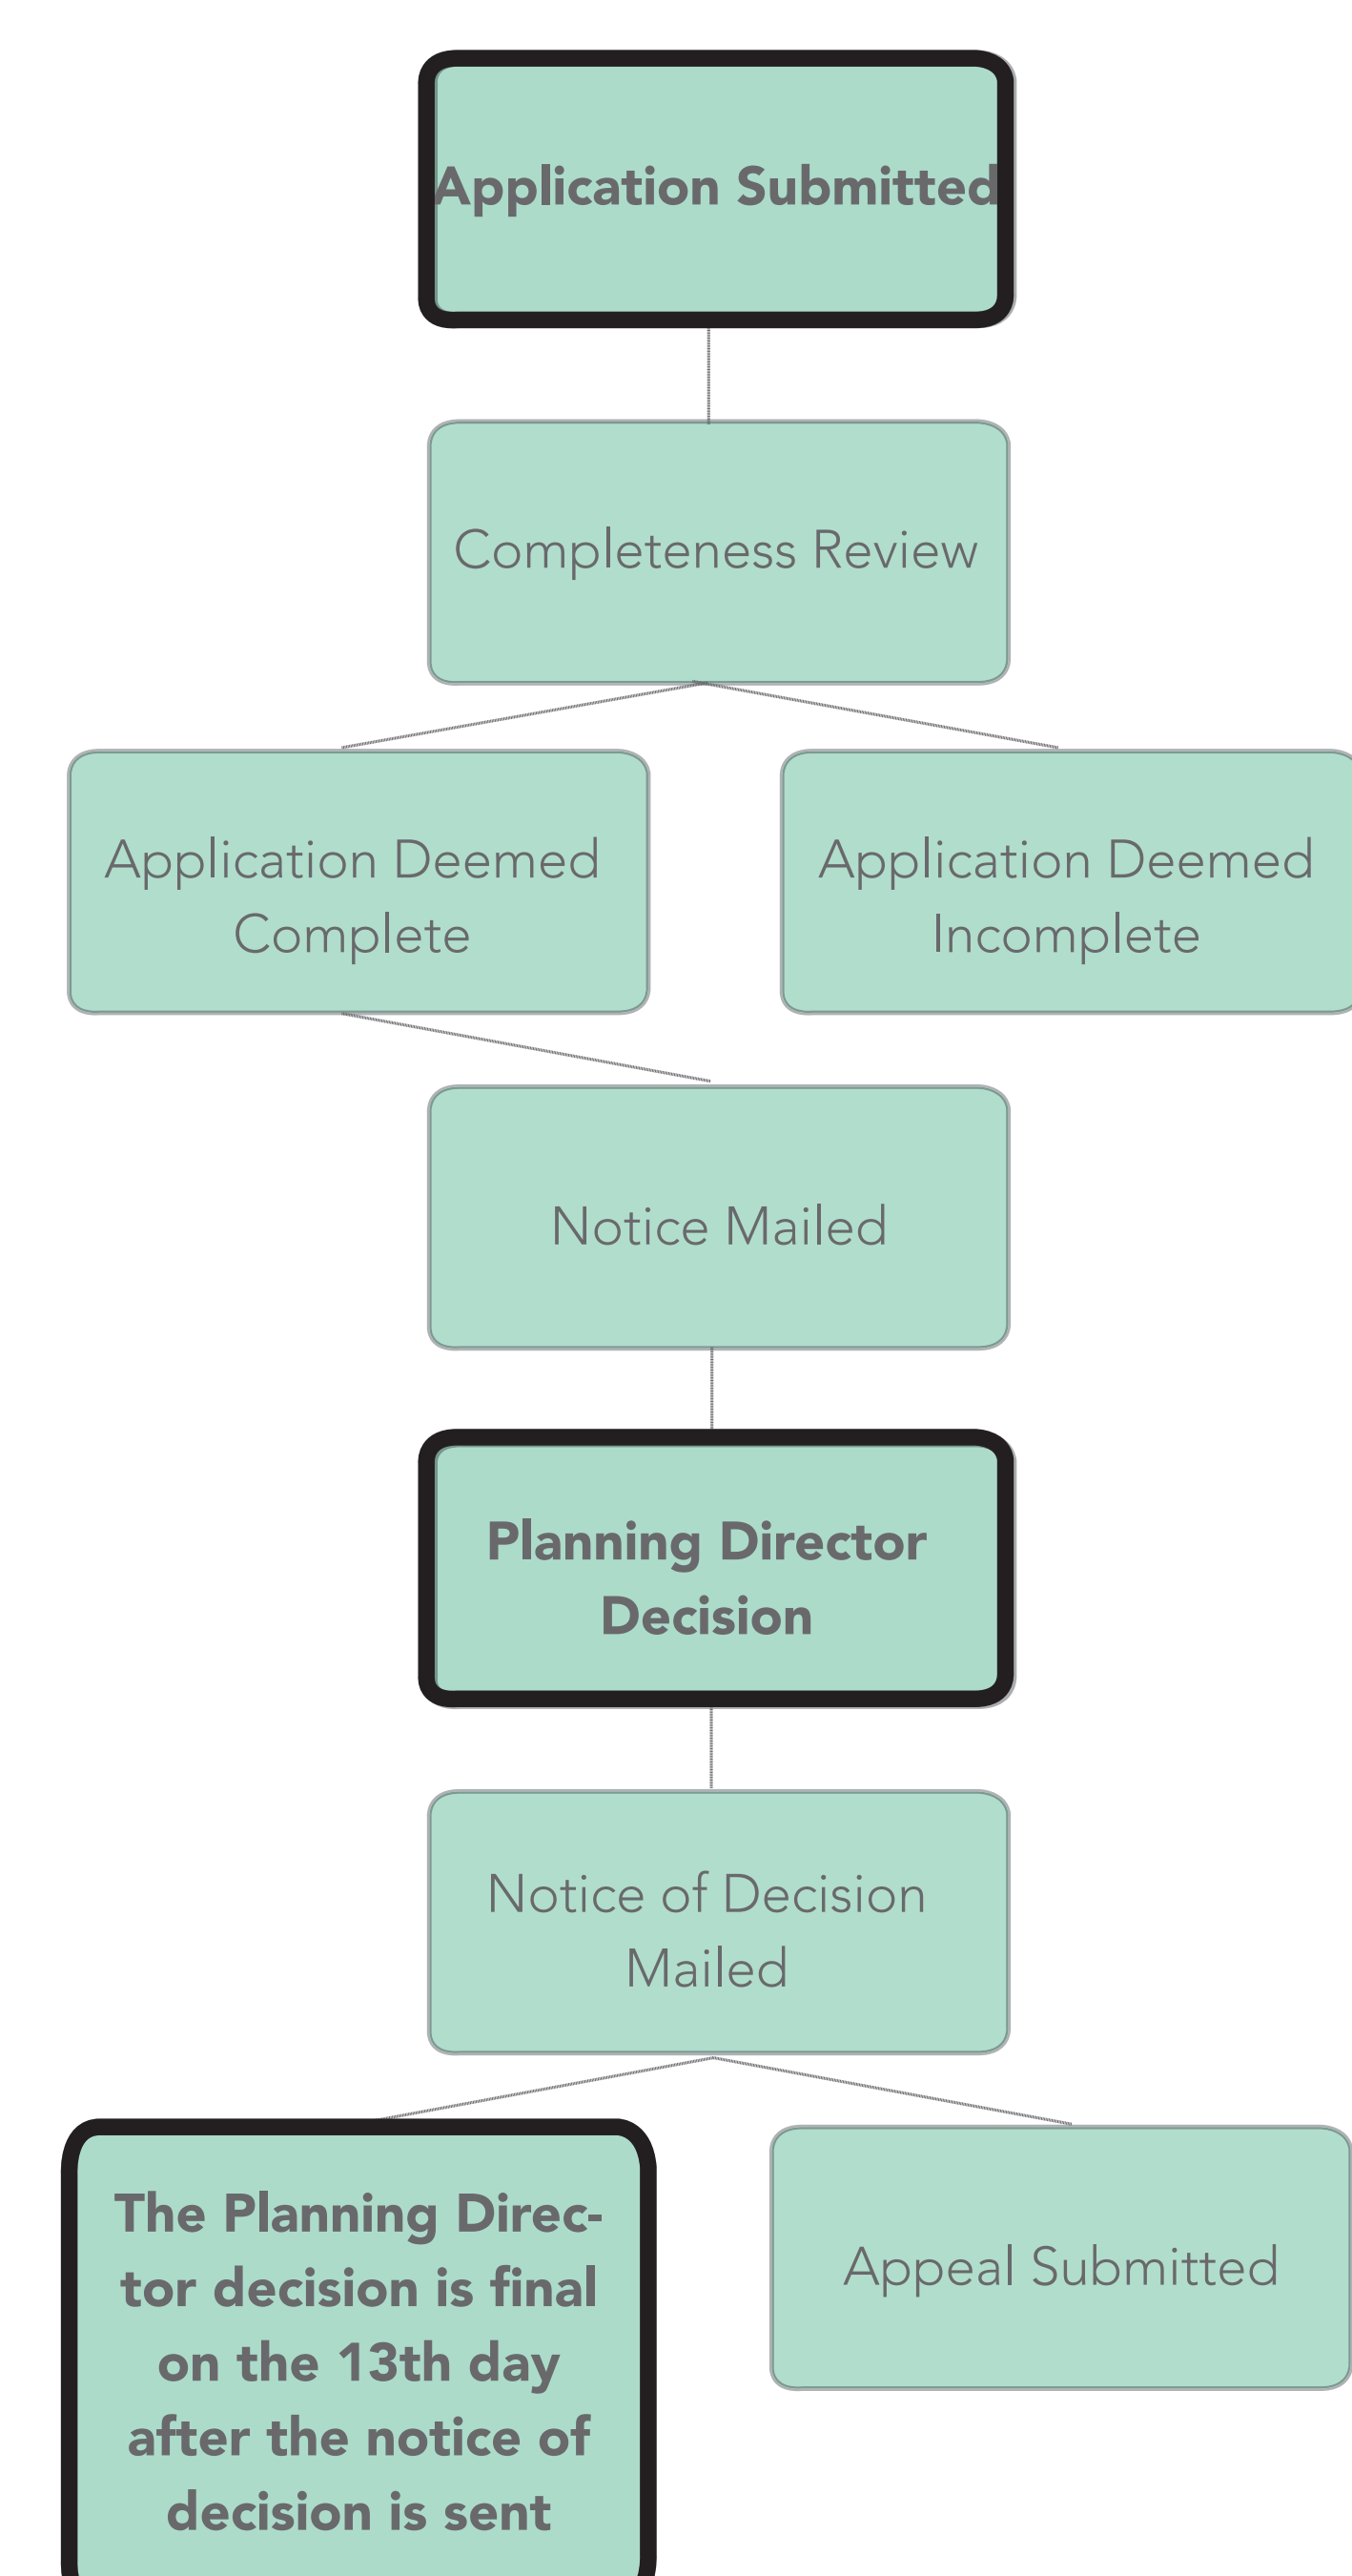 Application Submitted
Completeness Review
Application Deemed
Complete
Application Deemed
Incomplete
Notice Mailed
Planning Director
Decision
Notice of Decision
Mailed
The Planning Direc-
tor decision is final
on the 13th day
after the notice of
decision is sent
Appeal Submitted